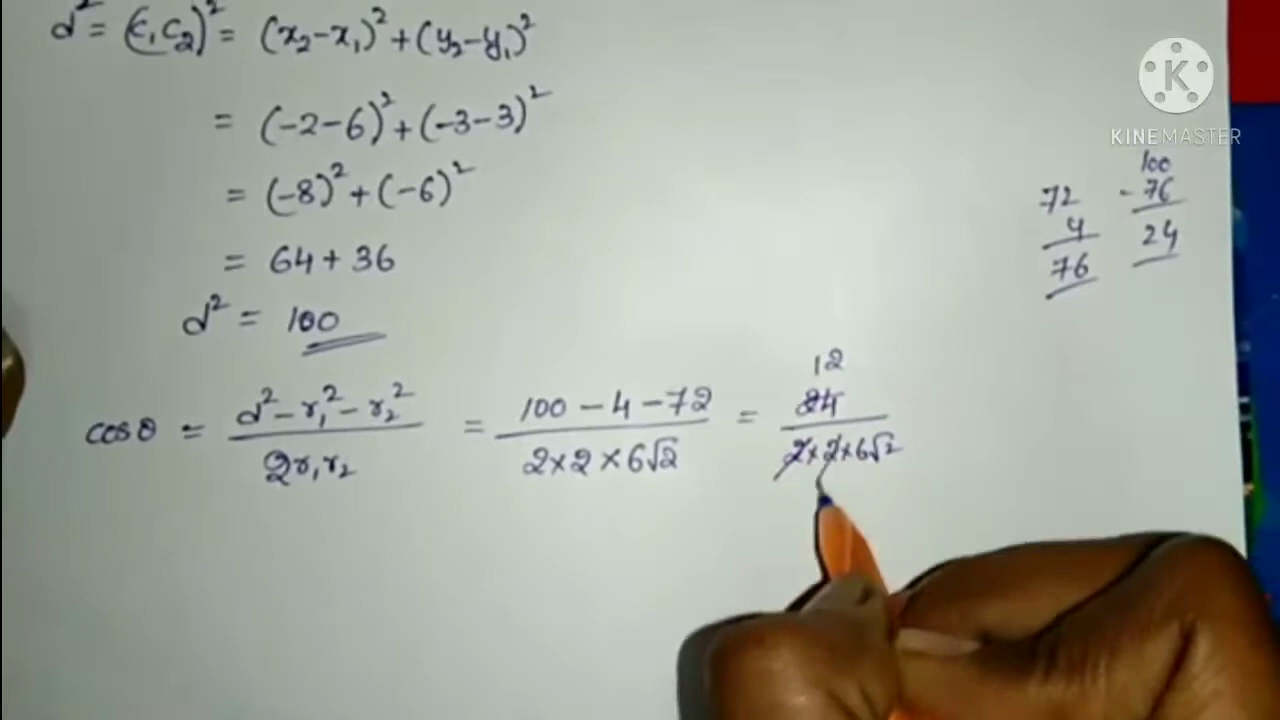 d² = (C₁C₂)² = (x₂-x₁)² + (y₂-y₁)²
= (-2-6)² + (-3-3)²
= (-8)² + (-6)²
= 64 + 36
d² = 100
cosθ = (d² - r₁² - r₂²) / (2r₁r₂) = (100 - 4 - 72) / (2×2×6√2) = 12 24 / (2×2×6√2)
K
KINEMASTER
72
4
76
100
- 76
24